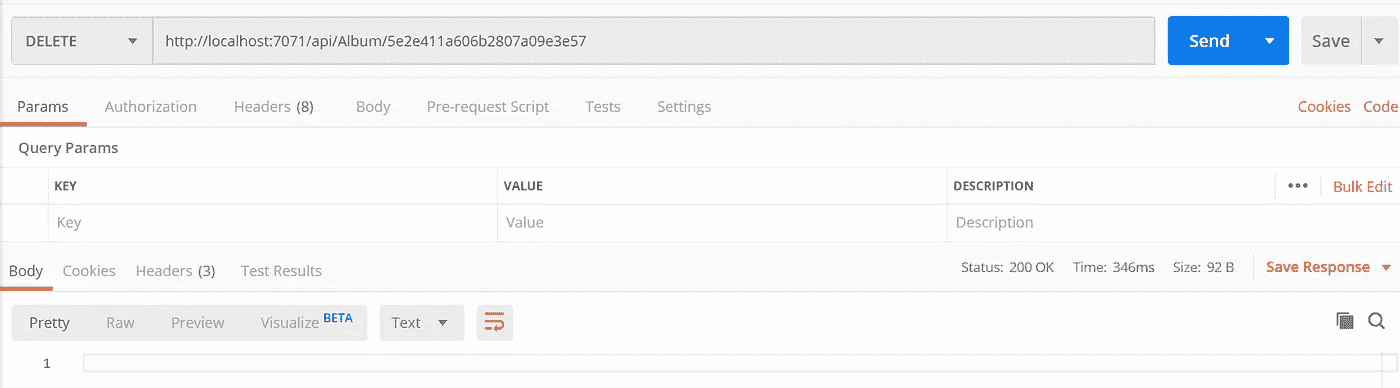 DELETE http://localhost:7071/api/Album/5e2e411a606b2807a09e3e57 Send Save
Params Authorization Headers (8) Body Pre-request Script Tests Settings Cookies Code
Query Params
KEY VALUE DESCRIPTION ••• Bulk Edit
Key Value Description
Body Cookies Headers (3) Test Results Status: 200 OK Time: 346ms Size: 92 B Save Response
Pretty Raw Preview Visualize BETA Text
1